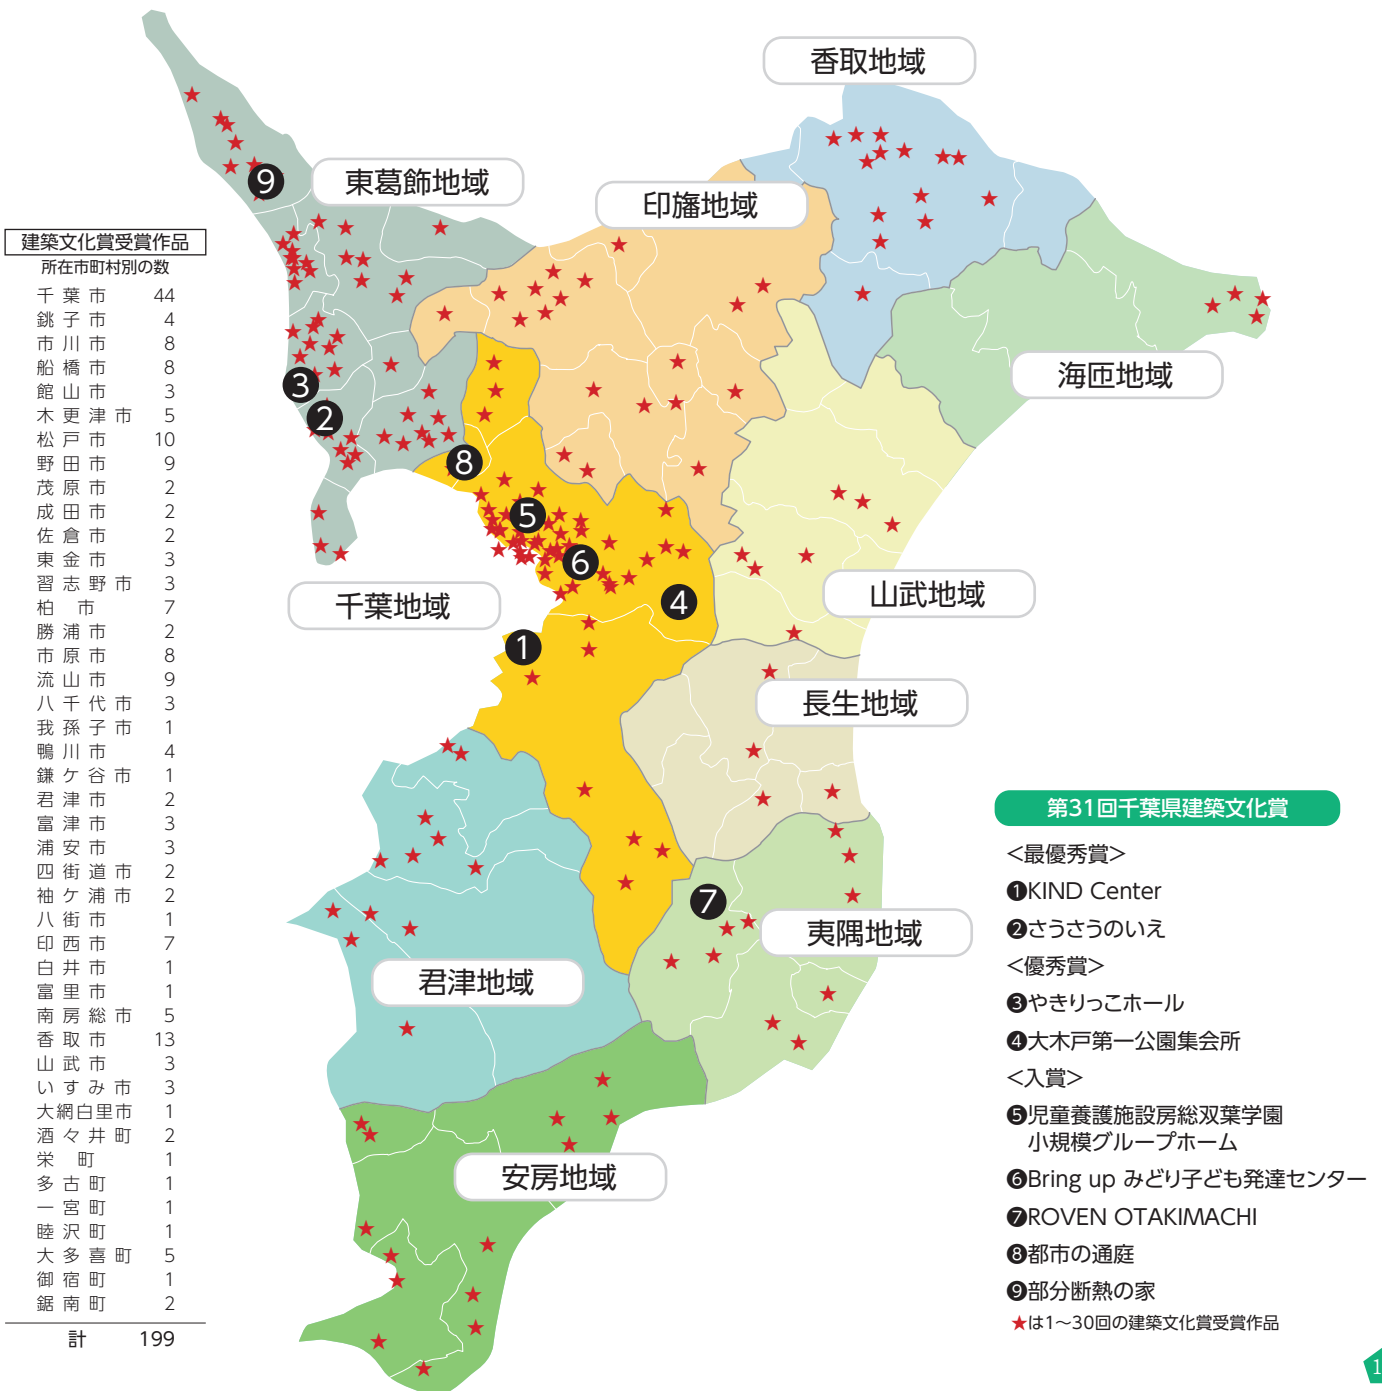 香取地域
東葛飾地域
印旛地域
海匝地域
千葉地域
山武地域
長生地域
夷隅地域
君津地域
安房地域
9
3
2
8
5
6
4
1
7
建築文化賞受賞作品
所在市町村別の数
千葉市 44
銚子市 4
市川市 8
船橋市 8
館山市 3
木更津市 5
松戸市 10
野田市 9
茂原市 2
成田市 2
佐倉市 2
東金市 3
習志野市 3
柏市 7
勝浦市 2
市原市 8
流山市 9
八千代市 3
我孫子市 1
鴨川市 4
鎌ケ谷市 1
君津市 2
富津市 3
浦安市 3
四街道市 2
袖ケ浦市 2
八街市 1
印西市 7
白井市 1
富里市 1
南房総市 5
香取市 13
山武市 3
いすみ市 3
大網白里市 1
酒々井町 2
栄町 1
多古町 1
一宮町 1
睦沢町 1
大多喜町 5
御宿町 1
鋸南町 2
計 199
第31回千葉県建築文化賞
<最優秀賞>
❶KIND Center
❷さうさうのいえ
<優秀賞>
❸やきりっこホール
❹大木戸第一公園集会所
<入賞>
❺児童養護施設房総双葉学園
小規模グループホーム
❻Bring up みどり子ども発達センター
❼ROVEN OTAKIMACHI
❽都市の通庭
❾部分断熱の家
★は1～30回の建築文化賞受賞作品
1